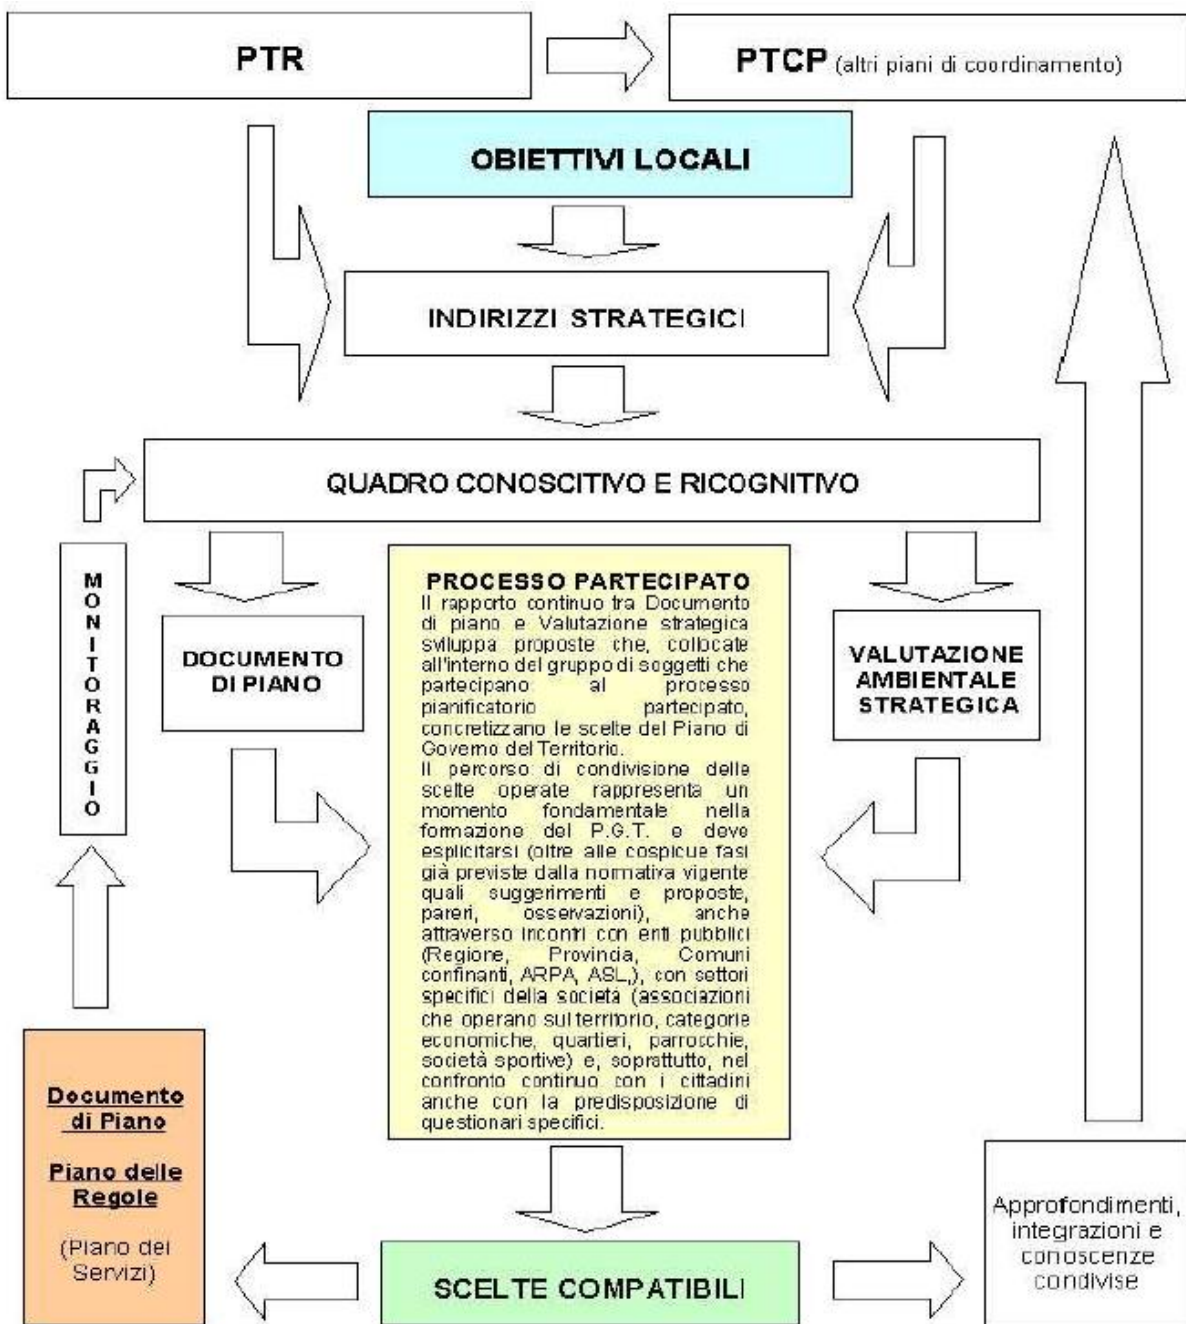 PTR
PTCP (altri piani di coordinamento)
OBIETTIVI LOCALI
INDIRIZZI STRATEGICI
QUADRO CONOSCITIVO E RICOGNITIVO
MONITORAGGIO
DOCUMENTO
DI PIANO
PROCESSO PARTECIPATO
Il rapporto continuo tra Documento
di piano e Valutazione strategica
sviluppa proposte che, collocate
all'interno del gruppo di soggetti che
partecipano al processo
pianificatorio partecipato,
concretizzano le scelte del Piano di
Governo del Territorio.
Il percorso di condivisione delle
scelte operate rappresenta un
momento fondamentale nella
formazione del P.G.T. e deve
esplicitarsi (oltre alle cospicue fasi
già previste dalla normativa vigente
quali suggerimenti e proposte,
pareri, osservazioni), anche
attraverso incontri con enti pubblici
(Regione, Provincia, Comuni
confinanti, ARPA, ASL,), con settori
specifici della società (associazioni
che operano sul territorio, categorie
economiche, quartieri, parrocchie,
società sportive) e, soprattutto, nel
confronto continuo con i cittadini
anche con la predisposizione di
questionari specifici.
VALUTAZIONE
AMBIENTALE
STRATEGICA
Documento
di Piano
Piano delle
Regole
(Piano dei
Servizi)
SCELTE COMPATIBILI
Approfondimenti,
integrazioni e
conoscenze
condivise